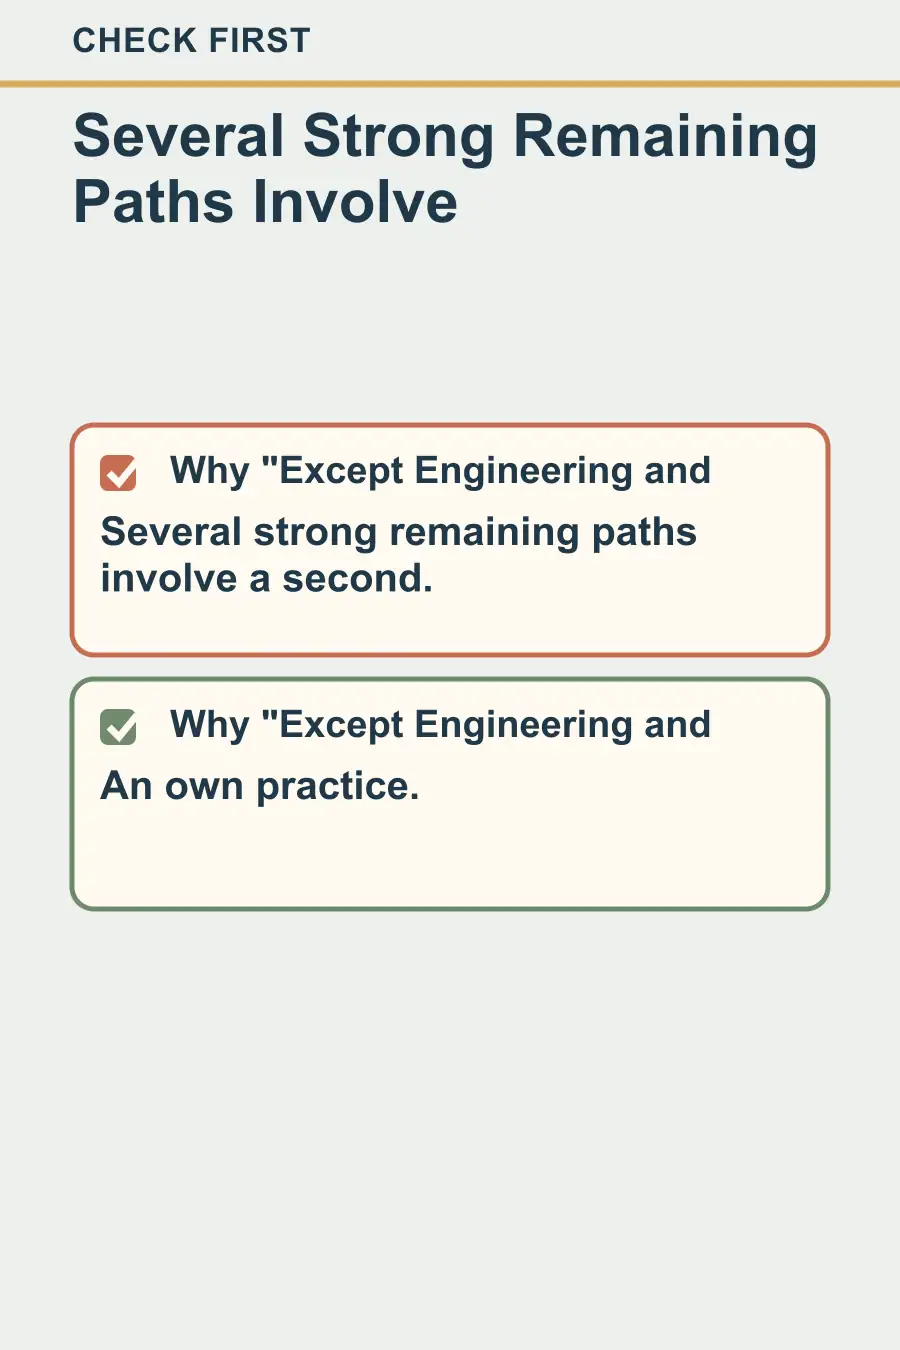 CHECK FIRST
Several Strong Remaining
Paths Involve
Why "Except Engineering and
Several strong remaining paths
involve a second.
Why "Except Engineering and
An own practice.